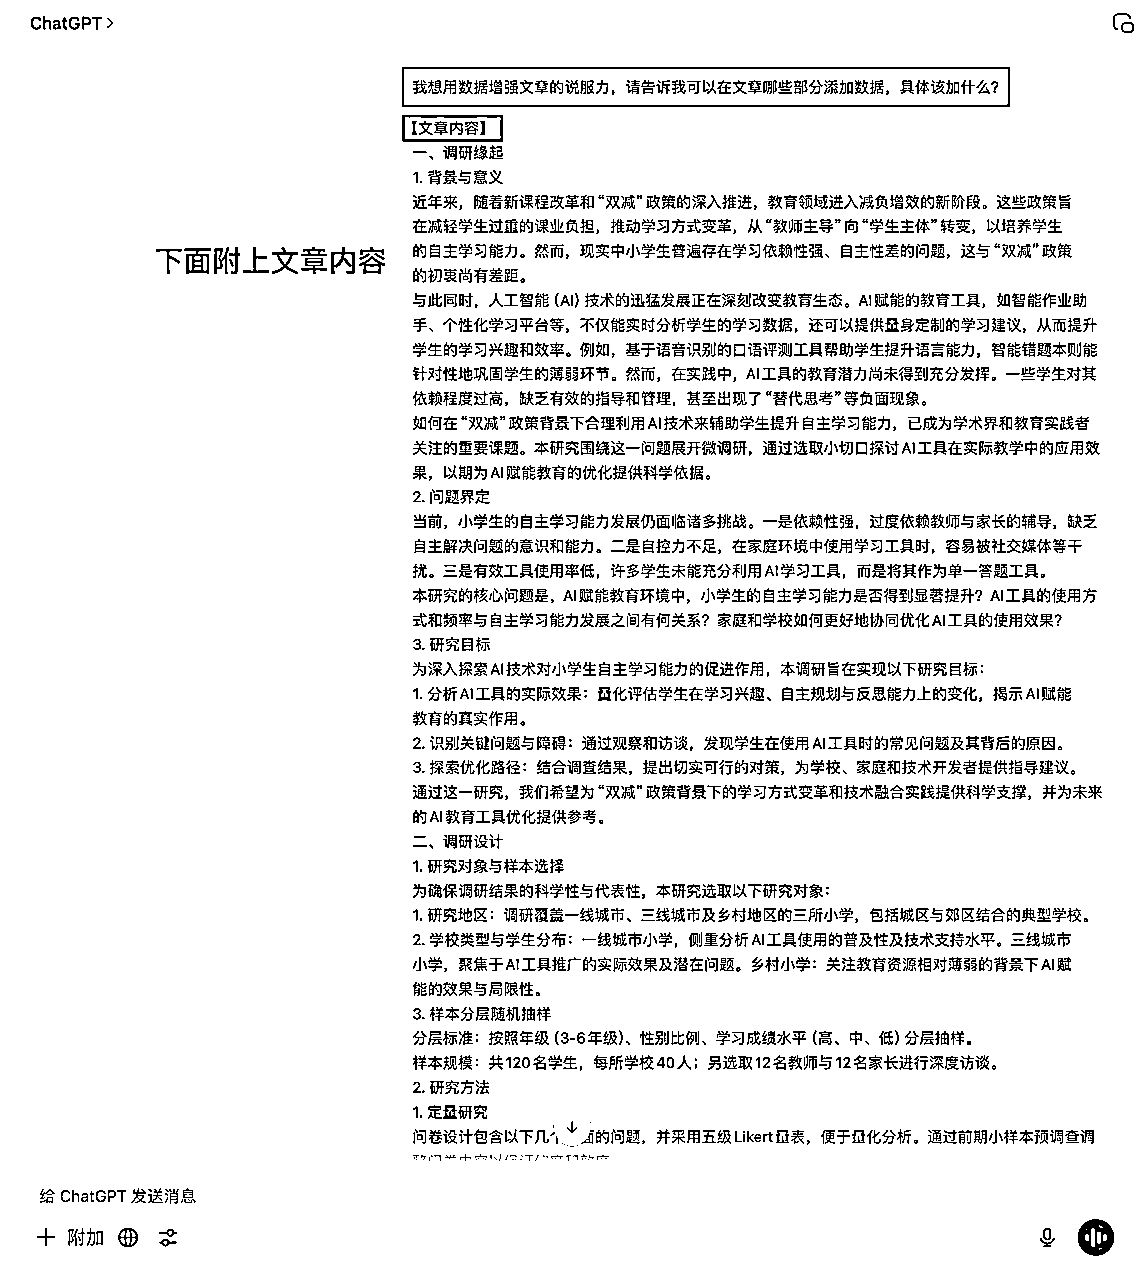 ChatGPT >
我想用数据增强文章的说服力，请告诉我可以在文章哪些部分添加数据，具体该加什么？
【文章内容】
一、调研缘起
1. 背景与意义
近年来，随着新课程改革和“双减”政策的深入推进，教育领域进入减负增效的新阶段。这些政策旨
在减轻学生过重的课业负担，推动学习方式变革，从“教师主导”向“学生主体”转变，以培养学生
下面附上文章内容
的自主学习能力。然而，现实中小学生普遍存在学习依赖性强、自主性差的问题，这与“双减”政策
的初衷尚有差距。
与此同时，人工智能（AI）技术的迅猛发展正在深刻改变教育生态。AI赋能的教育工具，如智能作业助
手、个性化学习平台等，不仅能实时分析学生的学习数据，还可以提供量身定制的学习建议，从而提升
学生的学习兴趣和效率。例如，基于语音识别的口语评测工具帮助学生提升语言能力，智能错题本则能
针对性地巩固学生的薄弱环节。然而，在实践中，AI工具的教育潜力尚未得到充分发挥。一些学生对其
依赖程度过高，缺乏有效的指导和管理，甚至出现了“替代思考”等负面现象。
如何在“双减”政策背景下合理利用AI技术来辅助学生提升自主学习能力，已成为学术界和教育实践者
关注的重要课题。本研究围绕这一问题展开微调研，通过选取小切口探讨AI工具在实际教学中的应用效
果，以期为AI赋能教育的优化提供科学依据。
2. 问题界定
当前，小学生的自主学习能力发展仍面临诸多挑战。一是依赖性强，过度依赖教师与家长的辅导，缺乏
自主解决问题的意识和能力。二是自控力不足，在家庭环境中使用学习工具时，容易被社交媒体等干
扰。三是有效工具使用率低，许多学生未能充分利用AI学习工具，而是将其作为单一答题工具。
本研究的核心问题是，AI赋能教育环境中，小学生的自主学习能力是否得到显著提升？AI工具的使用方
式和频率与自主学习能力发展之间有何关系？家庭和学校如何更好地协同优化AI工具的使用效果？
3. 研究目标
为深入探索AI技术对小学生自主学习能力的促进作用，本调研旨在实现以下研究目标：
1. 分析AI工具的实际效果：量化评估学生在学习兴趣、自主规划与反思能力上的变化，揭示AI赋能
教育的真实作用。
2. 识别关键问题与障碍：通过观察和访谈，发现学生在使用AI工具时的常见问题及其背后的原因。
3. 探索优化路径：结合调查结果，提出切实可行的对策，为学校、家庭和技术开发者提供指导建议。
通过这一研究，我们希望为“双减”政策背景下的学习方式变革和技术融合实践提供科学支撑，并为未来
的AI教育工具优化提供参考。
二、调研设计
1. 研究对象与样本选择
为确保调研结果的科学性与代表性，本研究选取以下研究对象：
1. 研究地区：调研覆盖一线城市、三线城市及乡村地区的三所小学，包括城区与郊区结合的典型学校。
2. 学校类型与学生分布：一线城市小学，侧重分析AI工具使用的普及性及技术支持水平。三线城市
小学，聚焦于AI工具推广的实际效果及潜在问题。乡村小学：关注教育资源相对薄弱的背景下AI赋
能的效果与局限性。
3. 样本分层随机抽样
分层标准：按照年级（3-6年级）、性别比例、学习成绩水平（高、中、低）分层抽样。
样本规模：共120名学生，每所学校40人；另选取12名教师与12名家长进行深度访谈。
2. 研究方法
1. 定量研究
问卷设计包含以下几个 面的问题，并采用五级Likert量表，便于量化分析。通过前期小样本预调查调
给 ChatGPT 发送消息
附加